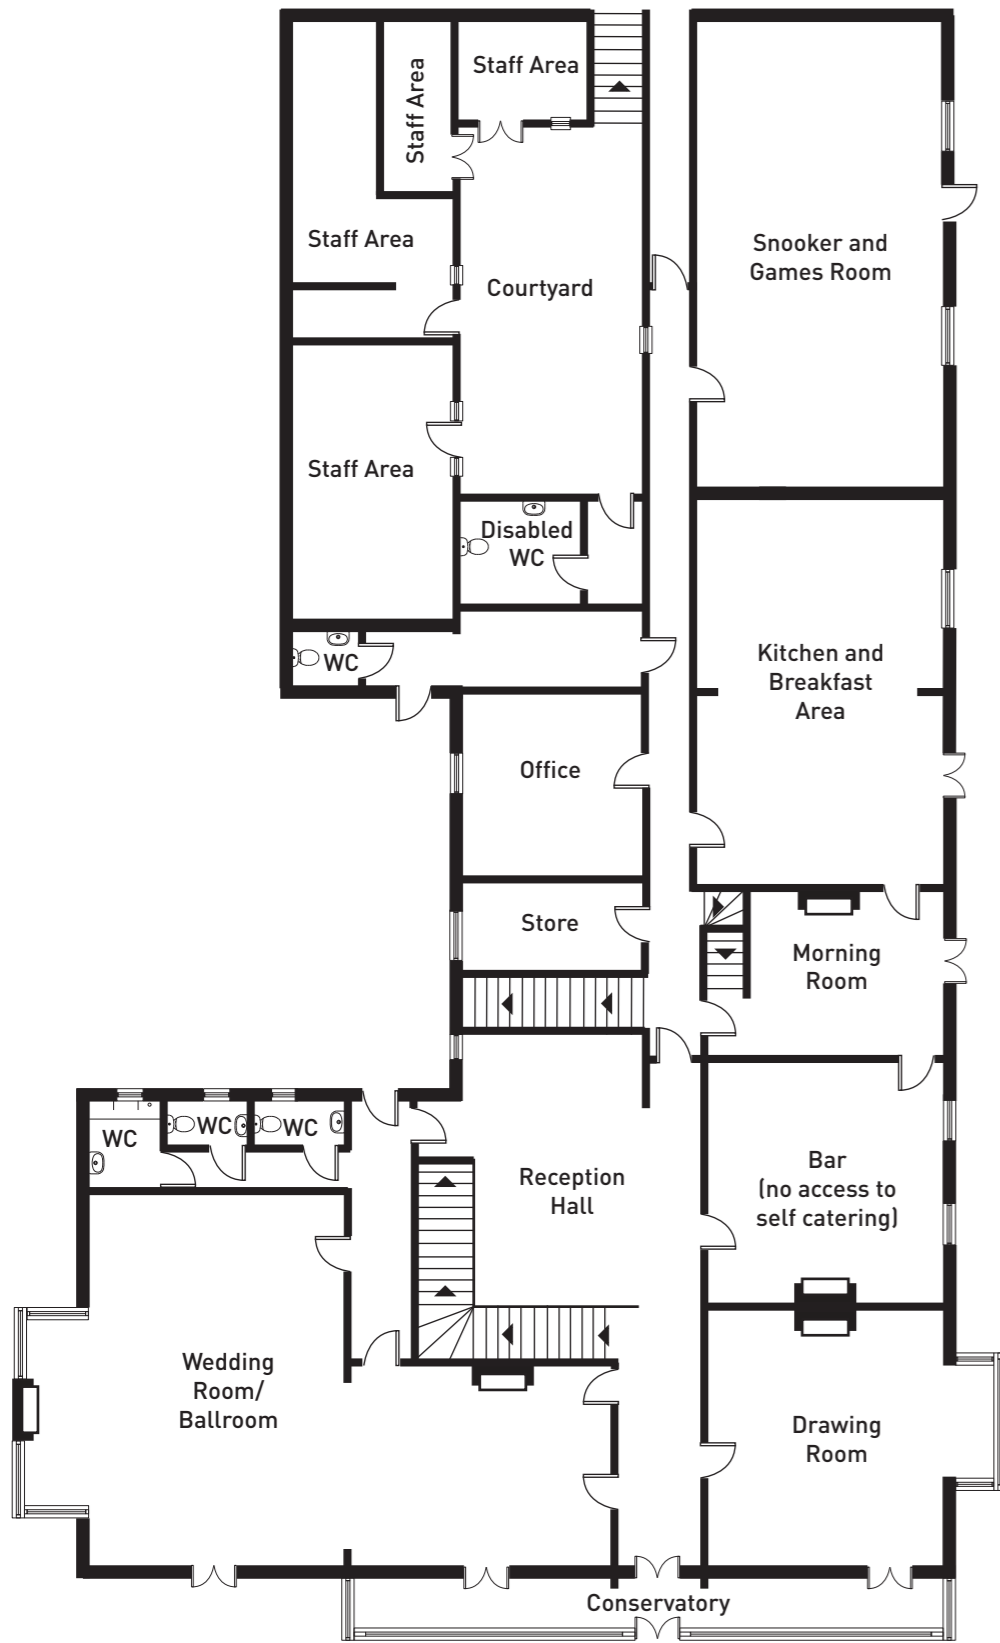 Staff Area
Staff Area
Staff Area
Courtyard
Snooker and
Games Room
Staff Area
Disabled
WC
WC
Kitchen and
Breakfast
Area
Office
Store
Morning
Room
WC
WC
WC
Reception
Hall
Bar
(no access to
self catering)
Wedding
Room/
Ballroom
Drawing
Room
Conservatory